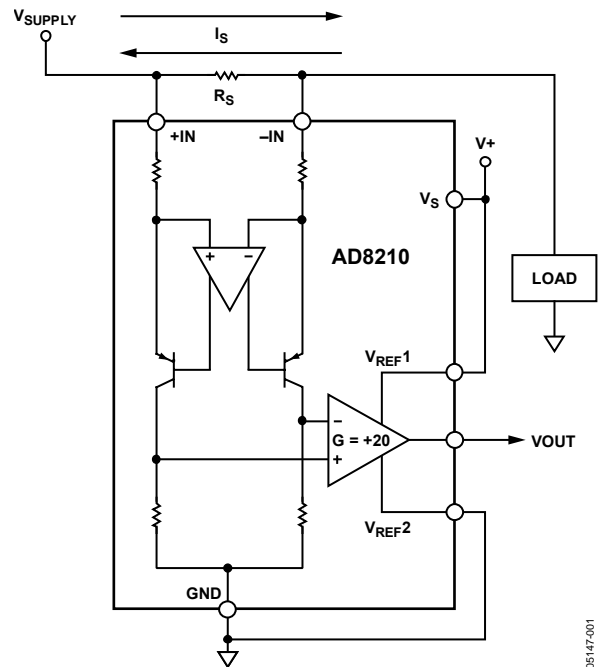 VSUPPLY
IS
RS
+IN
–IN
V+
VS
AD8210
LOAD
VREF1
G = +20
VOUT
VREF2
GND
05147-001